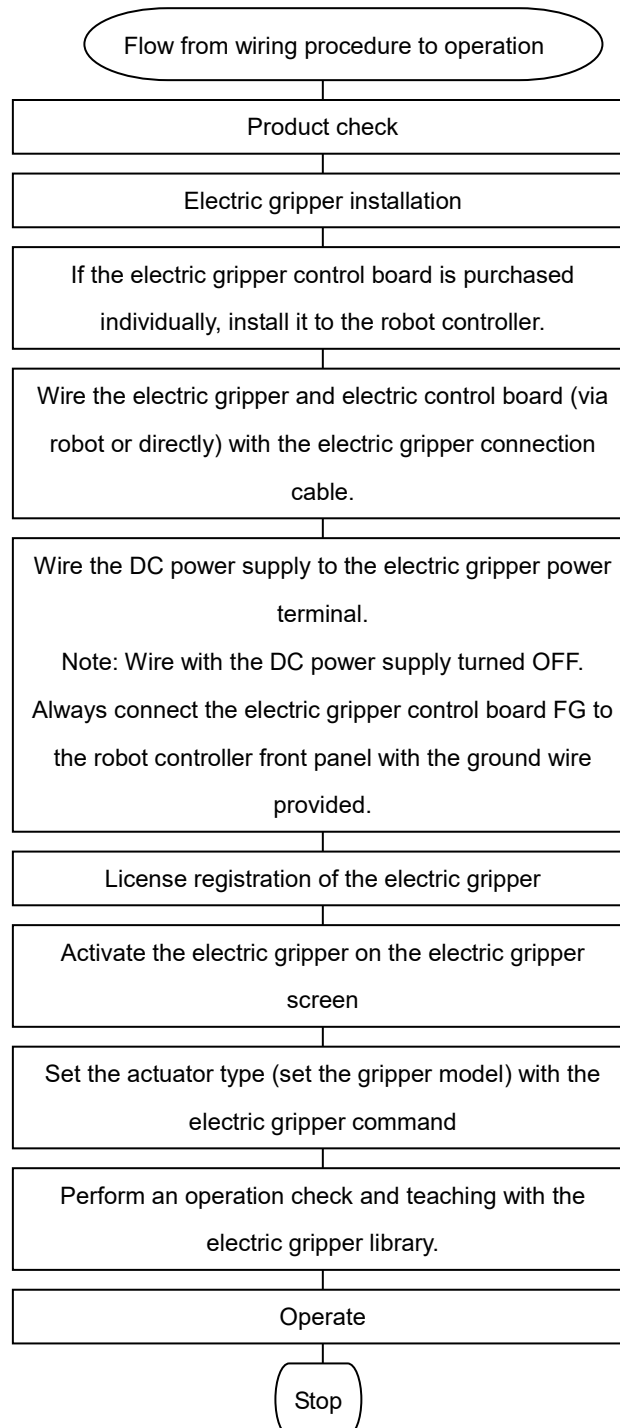 Flow from wiring procedure to operation
Product check
Electric gripper installation
If the electric gripper control board is purchased
individually, install it to the robot controller.
Wire the electric gripper and electric control board (via
robot or directly) with the electric gripper connection
cable.
Wire the DC power supply to the electric gripper power
terminal.
Note: Wire with the DC power supply turned OFF.
Always connect the electric gripper control board FG to
the robot controller front panel with the ground wire
provided.
License registration of the electric gripper
Activate the electric gripper on the electric gripper
screen
Set the actuator type (set the gripper model) with the
electric gripper command
Perform an operation check and teaching with the
electric gripper library.
Operate
Stop